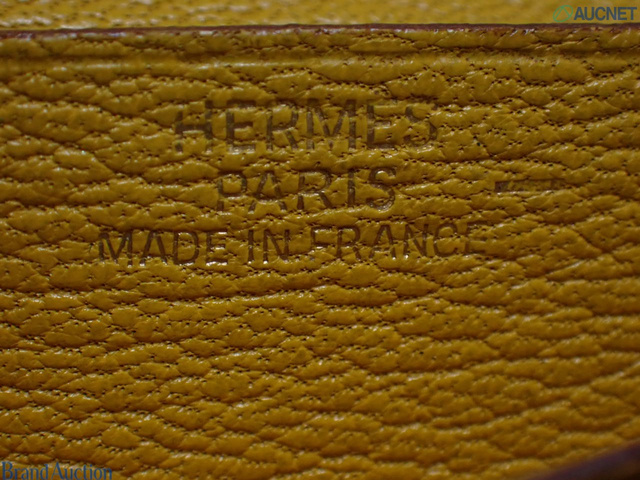 AUCNET
HERMES
PARIS
MADE IN FRANCE
Brand Auction